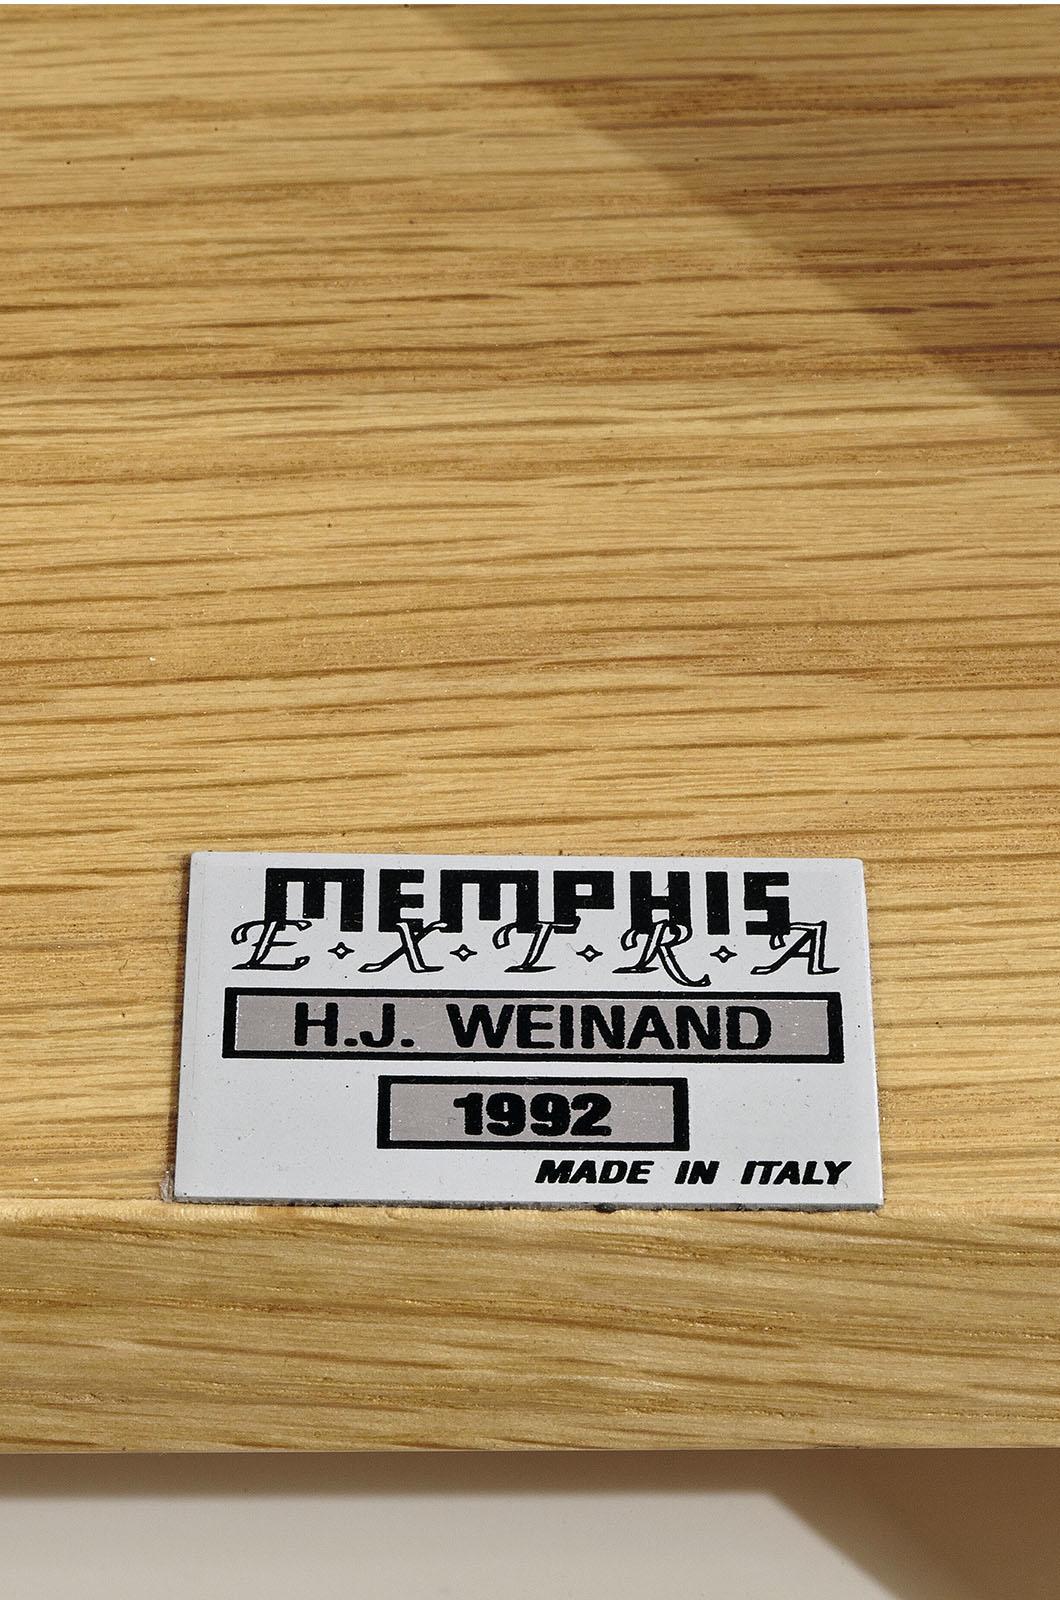 MEMPHIS
E·X·T·R·A
H.J. WEINAND
1992
MADE IN ITALY